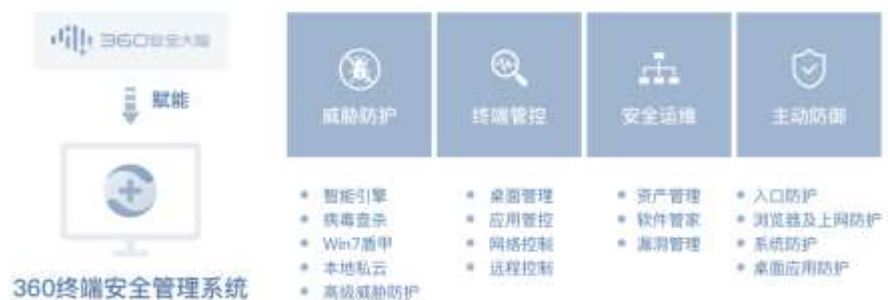 360安全大脑
赋能
360终端安全管理系统
威胁防护
智能引擎
病毒查杀
Win7盾甲
本地私云
高级威胁防护
终端管控
桌面管理
应用管控
网络控制
远程控制
安全运维
资产管理
软件管家
漏洞管理
主动防御
入口防护
浏览器及上网防护
系统防护
桌面应用防护